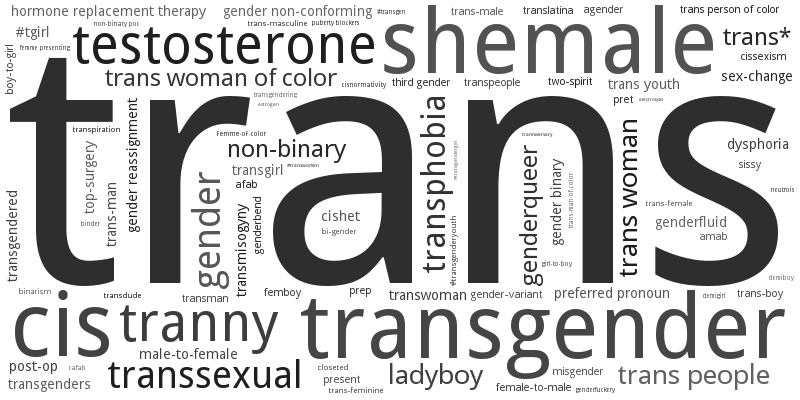 hormone replacement therapy
gender non-conforming
#transgen
trans-male
translatina
agender
trans person of color
non-binary poc
trans-masculine
puberty blockers
#tgirl
testosterone
shemale
trans*
femme presenting
cissexism
boy-to-girl
trans woman of color
cisnormativity
third gender
transpeople
two-spirit
trans youth
sex-change
transgendering
estrogen
pret
trans
transpiration
gender reassignment
Femme-of-color
non-binary
transphobia
transversary
dysphoria
top-surgery
transgirl
#transwomen
genderqueer
gender binary
trans woman
sissy
trans-man
gender
afab
trans-man-of-color
neutrois
transgendered
binder
transmisogyny
genderbend
cishet
bi-gender
#transgenderyouth
trans-female
genderfluid
amab
girl-to-boy
demiboy
binarism
transdude
transman
femboy
prep
transwoman
gender-variant
preferred pronoun
demigirl
trans-boy
cis
tranny
transgender
male-to-female
post-op
cafab
transsexual
closeted
ladyboy
misgender
trans people
transgenders
present
trans-feminine
female-to-male
genderfuckery